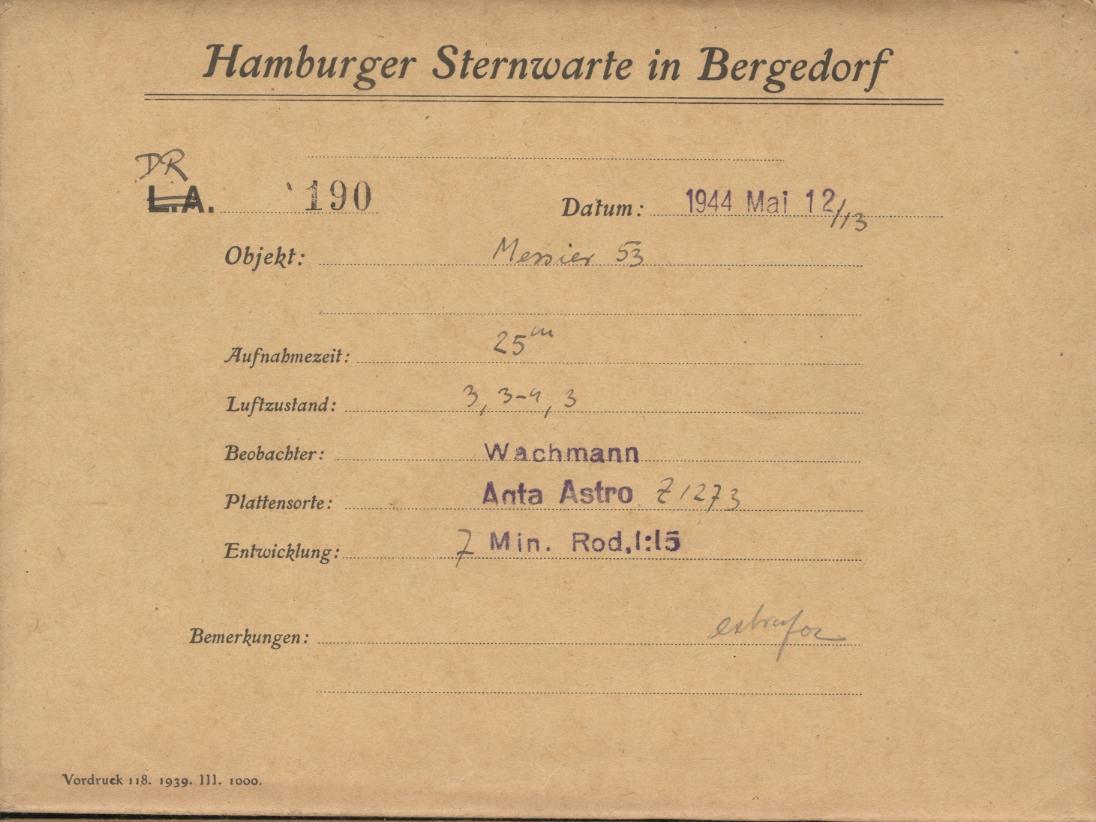 Hamburger Sternwarte in Bergedorf
DR
L.A. 190 Datum: 1944 Mai 12/13
Objekt: Messier 53
Aufnahmezeit: 25m
Luftzustand: 3, 3-4, 3
Beobachter: Wachmann
Plattensorte: Agfa Astro Z1273
Entwicklung: 7 Min. Rod.1:15
Bemerkungen: extrafoc
Vordruck 118. 1939. III. 1000.